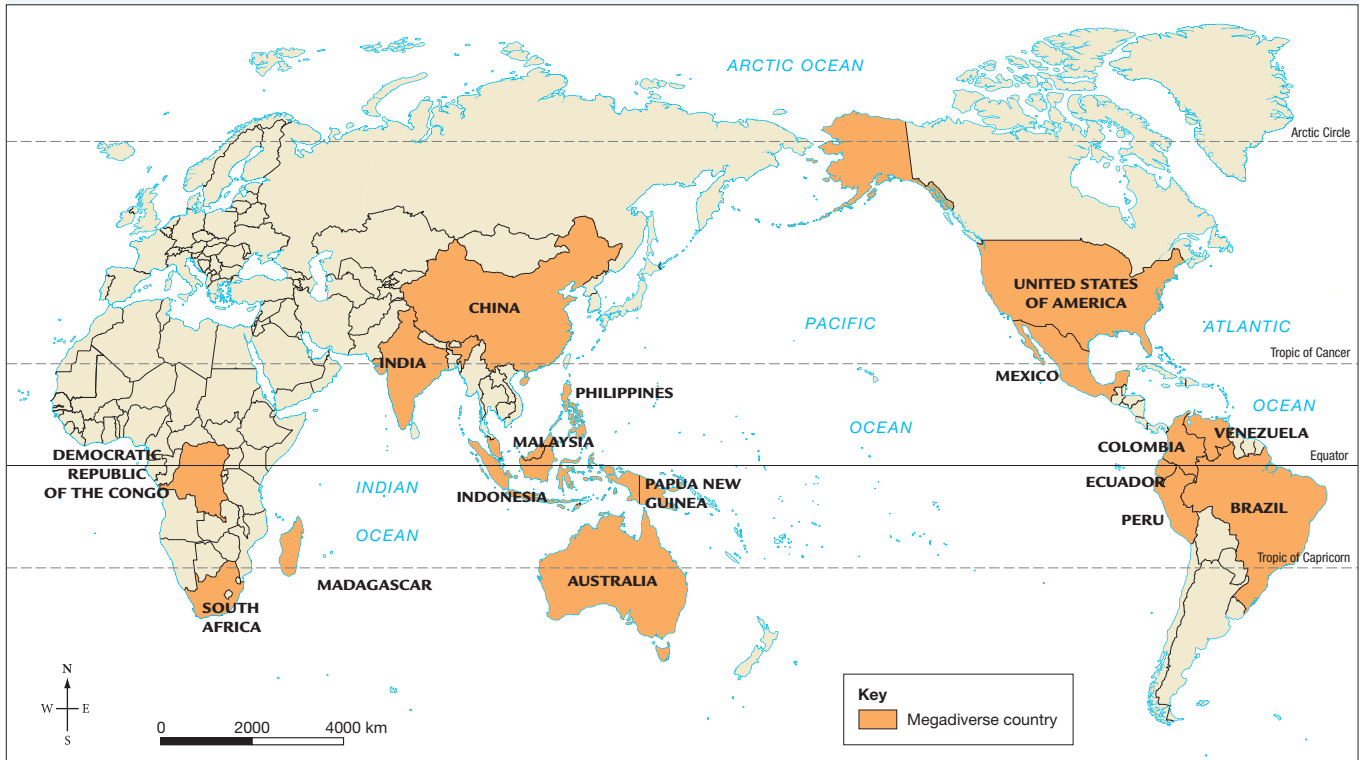 ARCTIC OCEAN
Arctic Circle
UNITED STATES
OF AMERICA
CHINA
PACIFIC
ATLANTIC
Tropic of Cancer
INDIA
MEXICO
PHILIPPINES
OCEAN
OCEAN
VENEZUELA
MALAYSIA
COLOMBIA
DEMOCRATIC
REPUBLIC
OF THE CONGO
Equator
ECUADOR
INDIAN
INDONESIA
PAPUA NEW
GUINEA
BRAZIL
PERU
OCEAN
Tropic of Capricorn
MADAGASCAR
AUSTRALIA
SOUTH
AFRICA
N
W E
S
0 2000 4000 km
Key
Megadiverse country